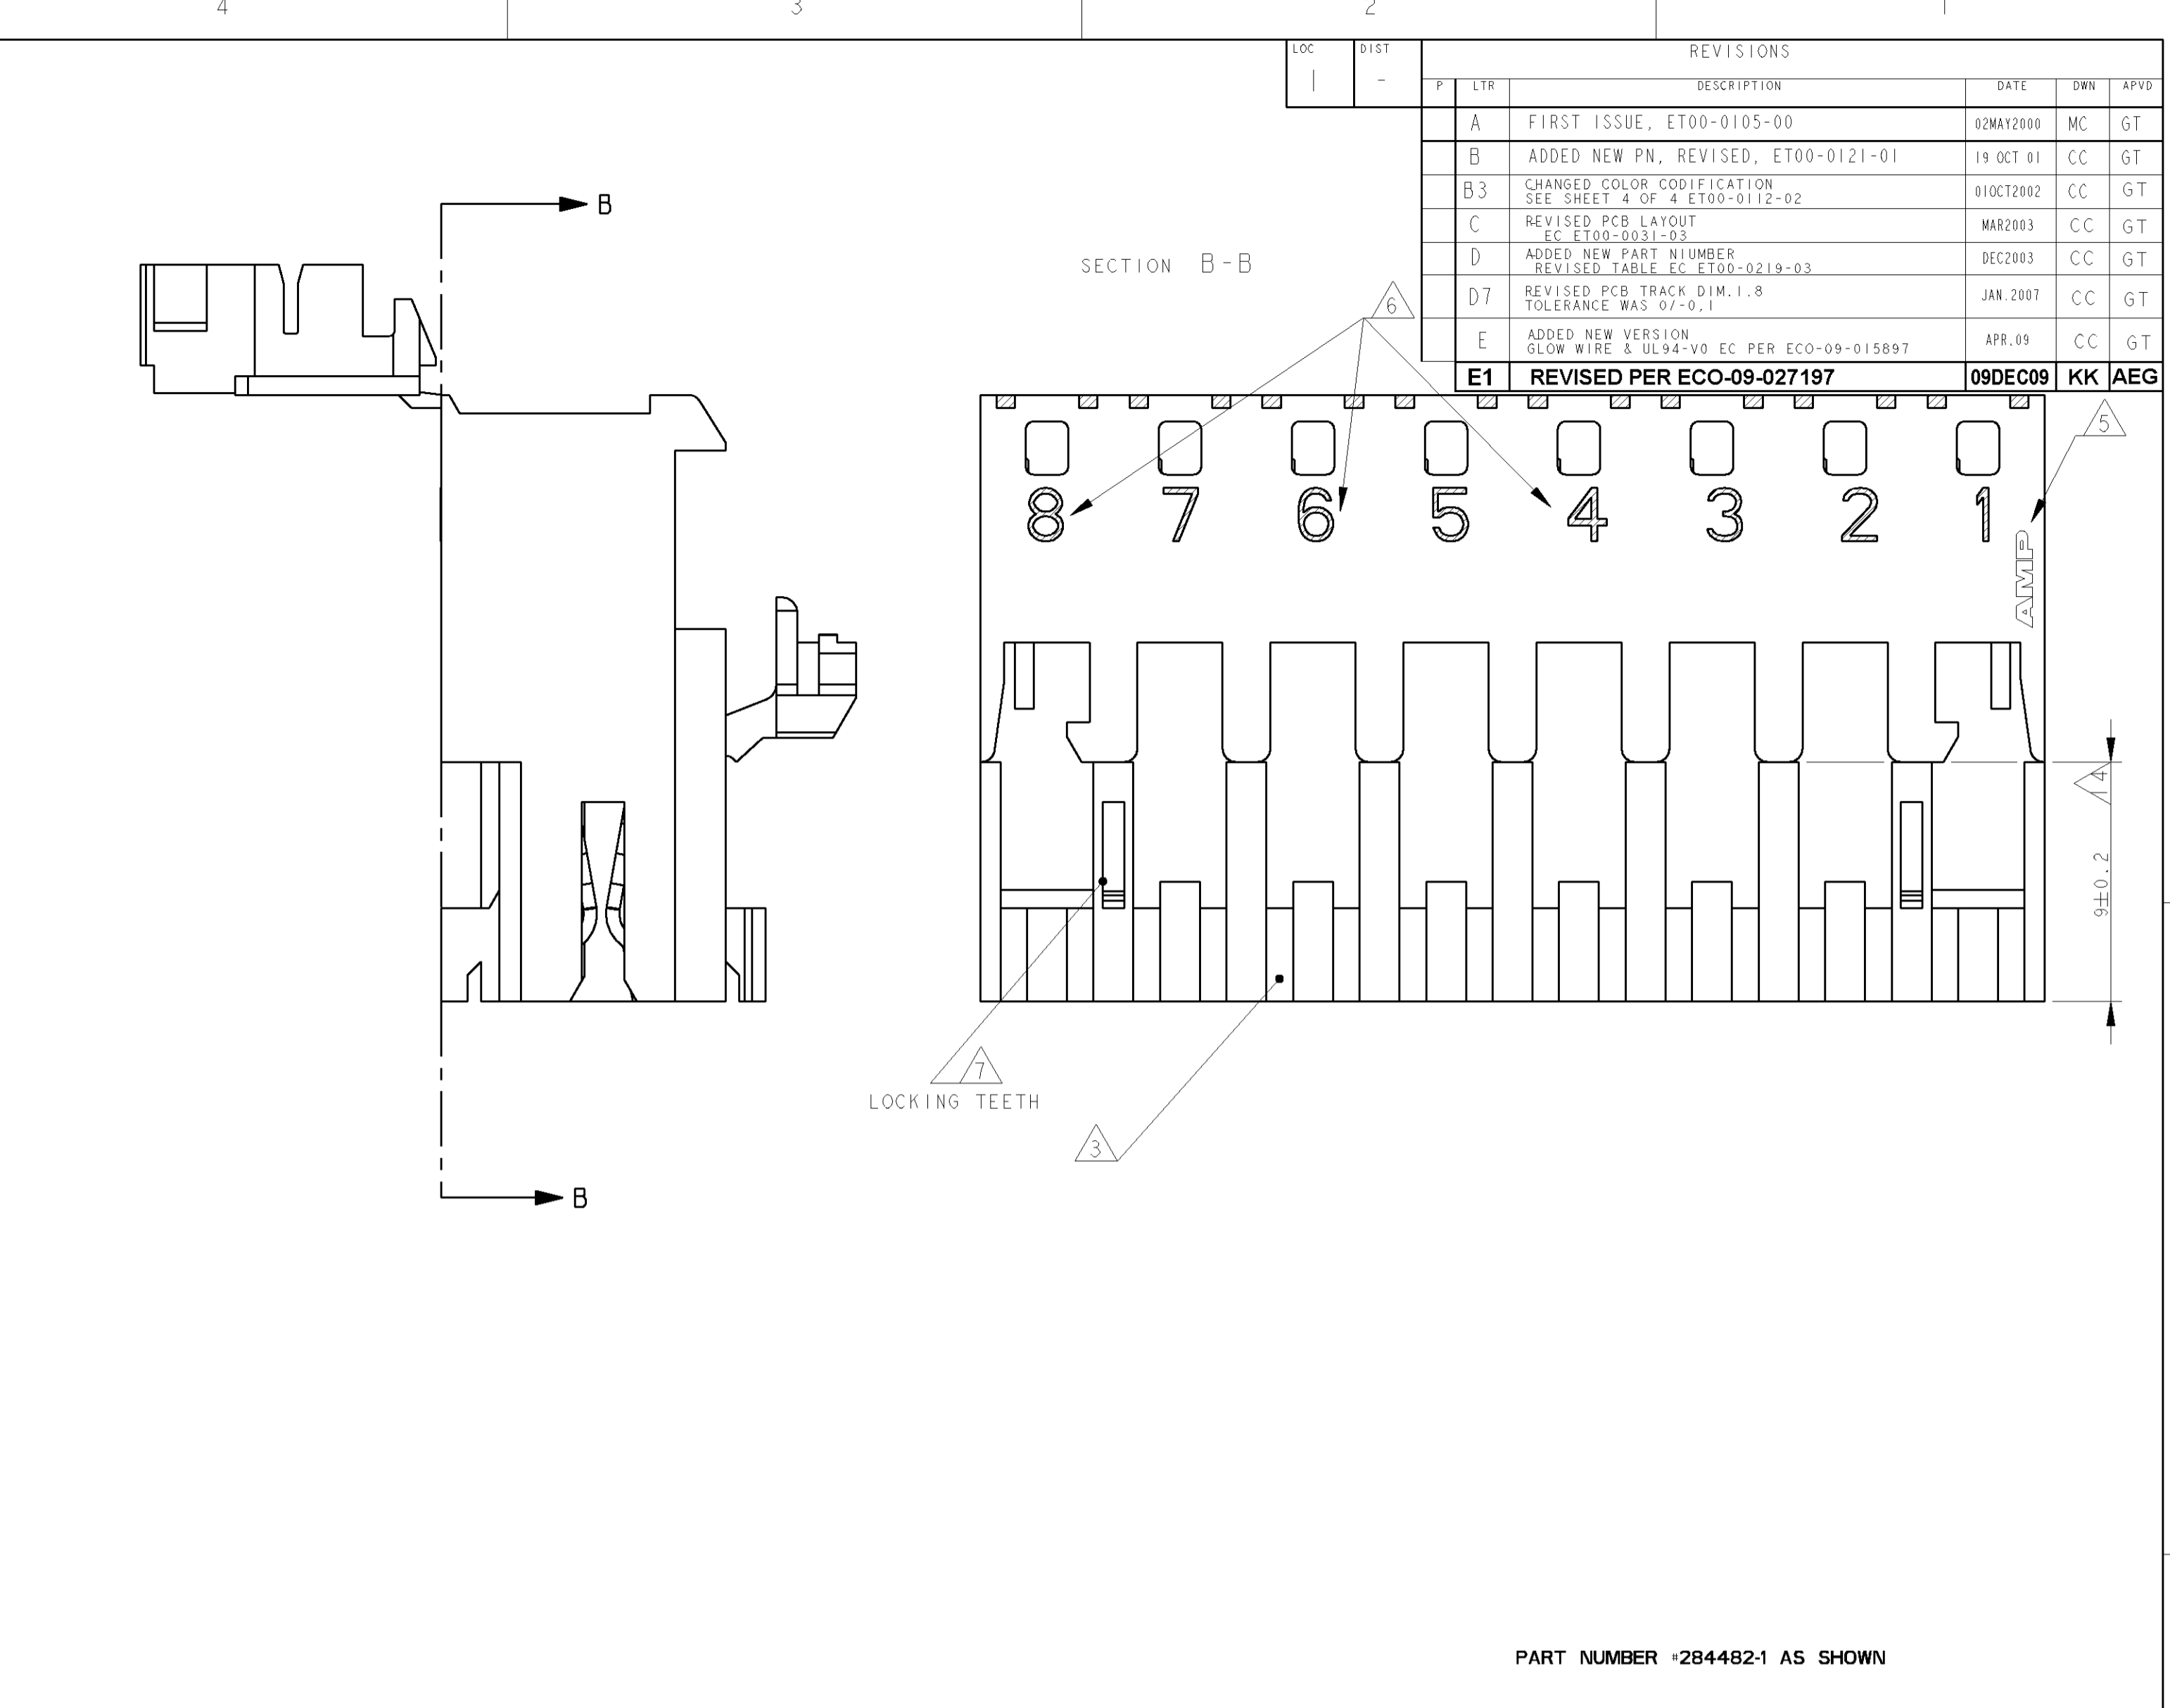 4 3 2
LOC DIST REVISIONS
| -
P LTR DESCRIPTION DATE DWN APVD
A FIRST ISSUE, ET00-0105-00 02MAY2000 MC GT
B ADDED NEW PN, REVISED, ET00-0121-01 19 OCT 01 CC GT
B3 CHANGED COLOR CODIFICATION 01OCT2002 CC GT
SEE SHEET 4 OF 4 ET00-0112-02
C REVISED PCB LAYOUT MAR2003 CC GT
EC ET00-0031-03
D ADDED NEW PART NIUMBER DEC2003 CC GT
REVISED TABLE EC ET00-0219-03
D7 REVISED PCB TRACK DIM.1.8 JAN.2007 CC GT
TOLERANCE WAS 0/-0,1
E ADDED NEW VERSION APR.09 CC GT
GLOW WIRE & UL94-V0 EC PER ECO-09-015897
E1 REVISED PER ECO-09-027197 09DEC09 KK AEG
B
SECTION B-B
6
5
8 7 6 5 4 3 2 1
AMP
14
9±0.2
7
LOCKING TEETH
3
B
PART NUMBER #284482-1 AS SHOWN